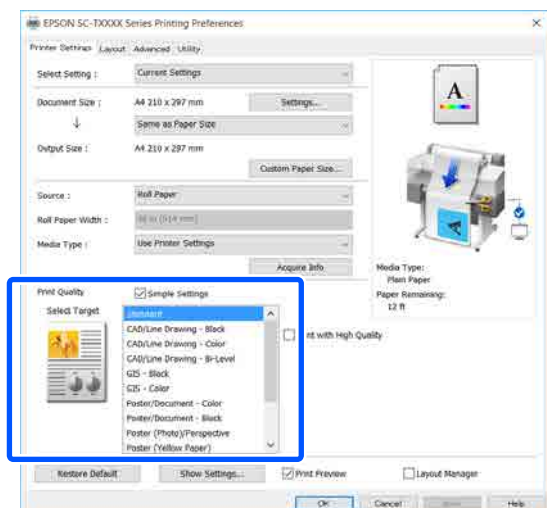 EPSON SC-TXXXX Series Printing Preferences
Printer Settings Layout Advanced Utility
Select Setting : Current Settings
Document Size : A4 210 x 297 mm Settings...
Same as Paper Size
Output Size : A4 210 x 297 mm
Custom Paper Size...
Source : Roll Paper
Roll Paper Width :
Media Type : Use Printer Settings
Acquire Info
Media Type:
Plain Paper
Paper Remaining:
12 ft
Print Quality Simple Settings
Select Target
Standard
CAD/Line Drawing - Black
CAD/Line Drawing - Color
CAD/Line Drawing - Bi-Level
GIS - Black
GIS - Color
Poster/Document - Color
Poster/Document - Black
Poster (Photo)/Perspective
Poster (Yellow Paper)
nt with High Quality
Restore Default Show Settings... Print Preview Layout Manager
OK Cancel Help
A